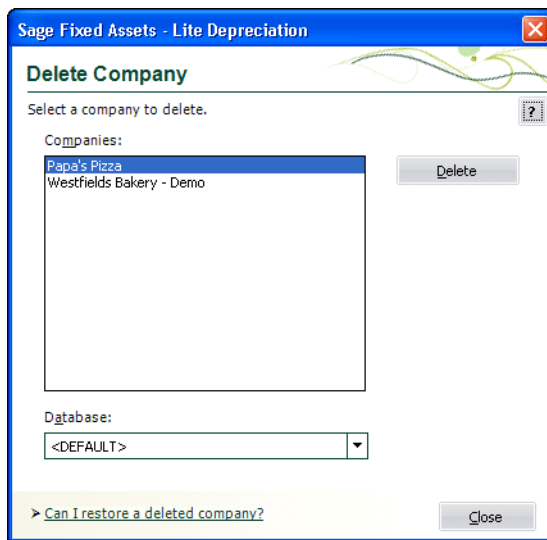 Sage Fixed Assets - Lite Depreciation
Delete Company
Select a company to delete.
?
Companies:
Papa's Pizza
Westfields Bakery - Demo
Delete
Database:
<DEFAULT>
Can I restore a deleted company?
Close